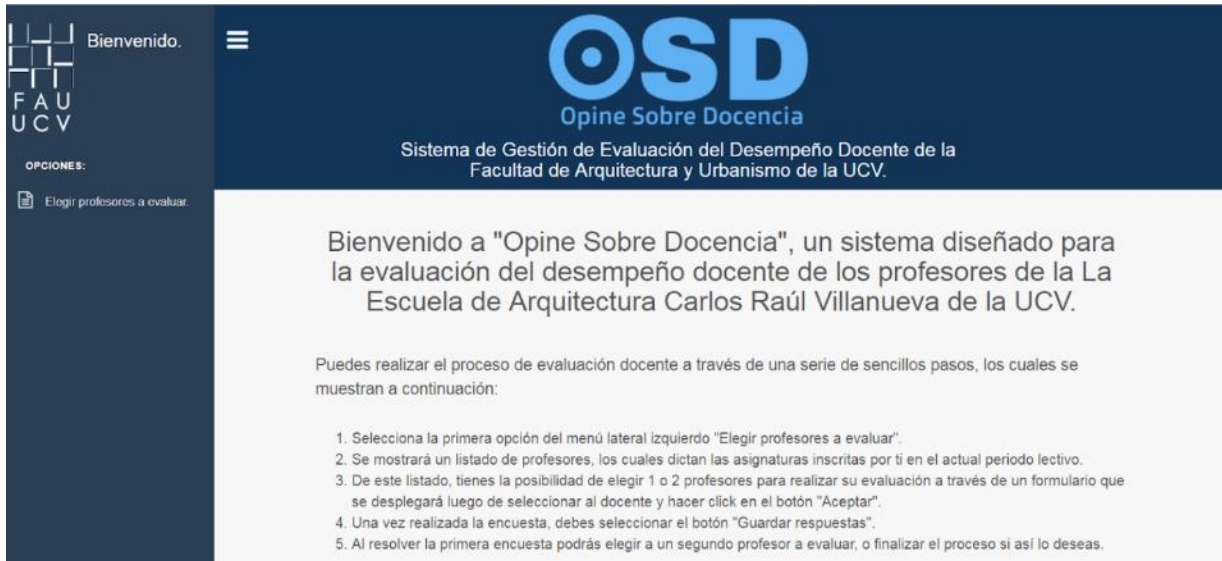 FAU
UCV
Bienvenido.
OPCIONES:
Elegir profesores a evaluar.
OSD
Opine Sobre Docencia
Sistema de Gestión de Evaluación del Desempeño Docente de la
Facultad de Arquitectura y Urbanismo de la UCV.
Bienvenido a "Opine Sobre Docencia", un sistema diseñado para
la evaluación del desempeño docente de los profesores de la La
Escuela de Arquitectura Carlos Raúl Villanueva de la UCV.
Puedes realizar el proceso de evaluación docente a través de una serie de sencillos pasos, los cuales se
muestran a continuación:
1. Selecciona la primera opción del menú lateral izquierdo "Elegir profesores a evaluar".
2. Se mostrará un listado de profesores, los cuales dictan las asignaturas inscritas por ti en el actual periodo lectivo.
3. De este listado, tienes la posibilidad de elegir 1 o 2 profesores para realizar su evaluación a través de un formulario que
se desplegará luego de seleccionar al docente y hacer click en el botón "Aceptar".
4. Una vez realizada la encuesta, debes seleccionar el botón "Guardar respuestas".
5. Al resolver la primera encuesta podrás elegir a un segundo profesor a evaluar, o finalizar el proceso si así lo deseas.